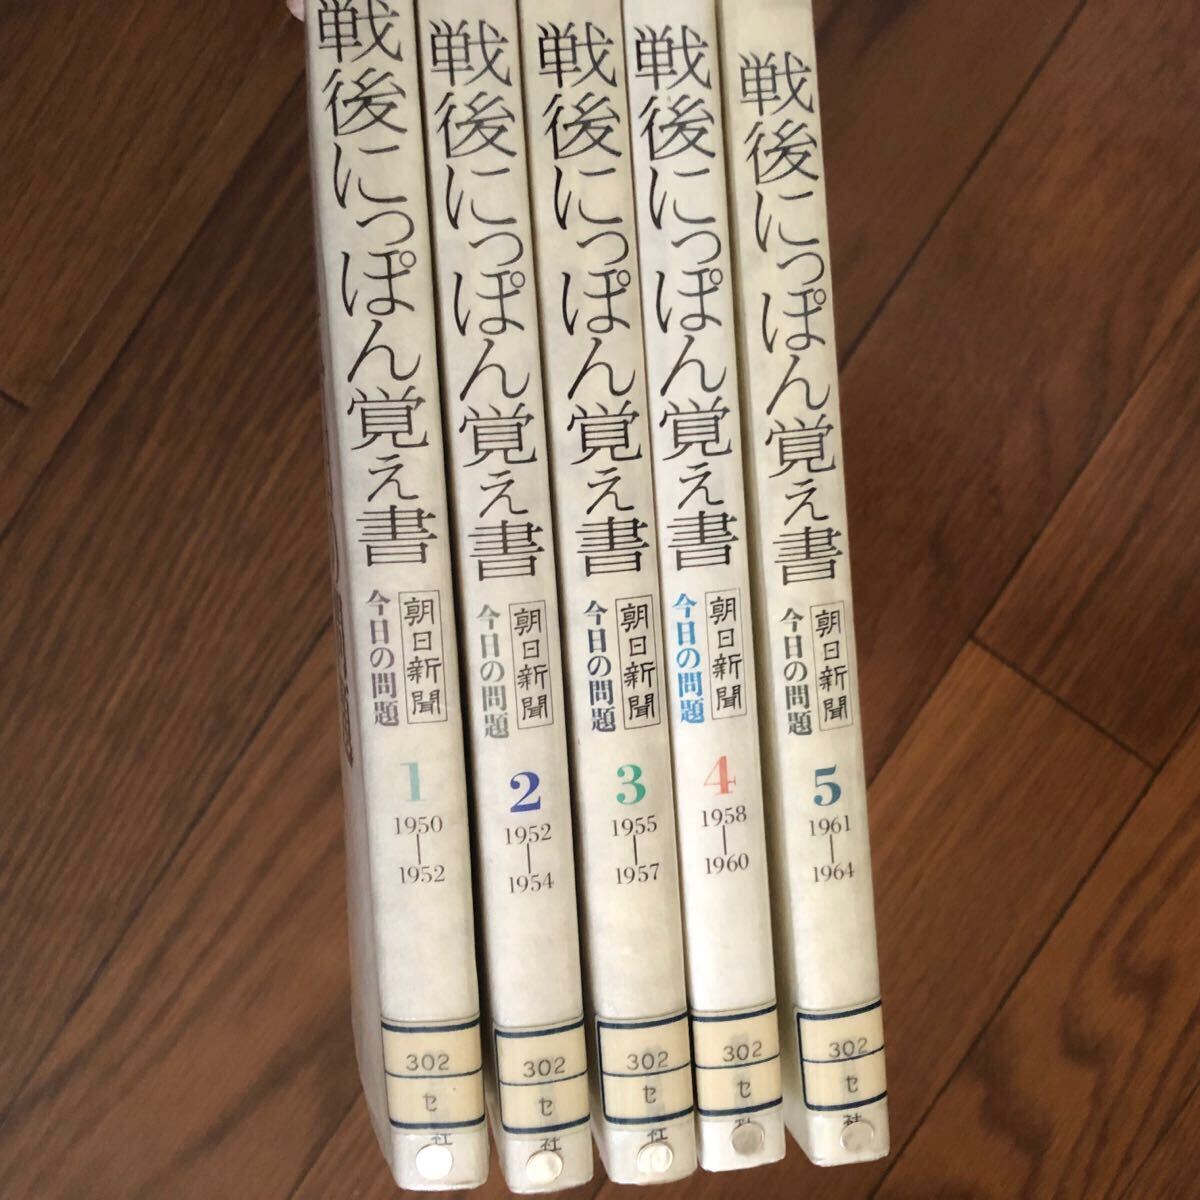 戦後にっぽん覚え書
朝日新聞
今日の問題
1
1950
1952
302
セ
社
戦後にっぽん覚え書
朝日新聞
今日の問題
2
1952
1954
302
セ
社
戦後にっぽん覚え書
朝日新聞
今日の問題
3
1955
1957
302
セ
社
戦後にっぽん覚え書
朝日新聞
今日の問題
4
1958
1960
302
セ
戦後にっぽん覚え書
朝日新聞
今日の問題
5
1961
1964
302
セ
社